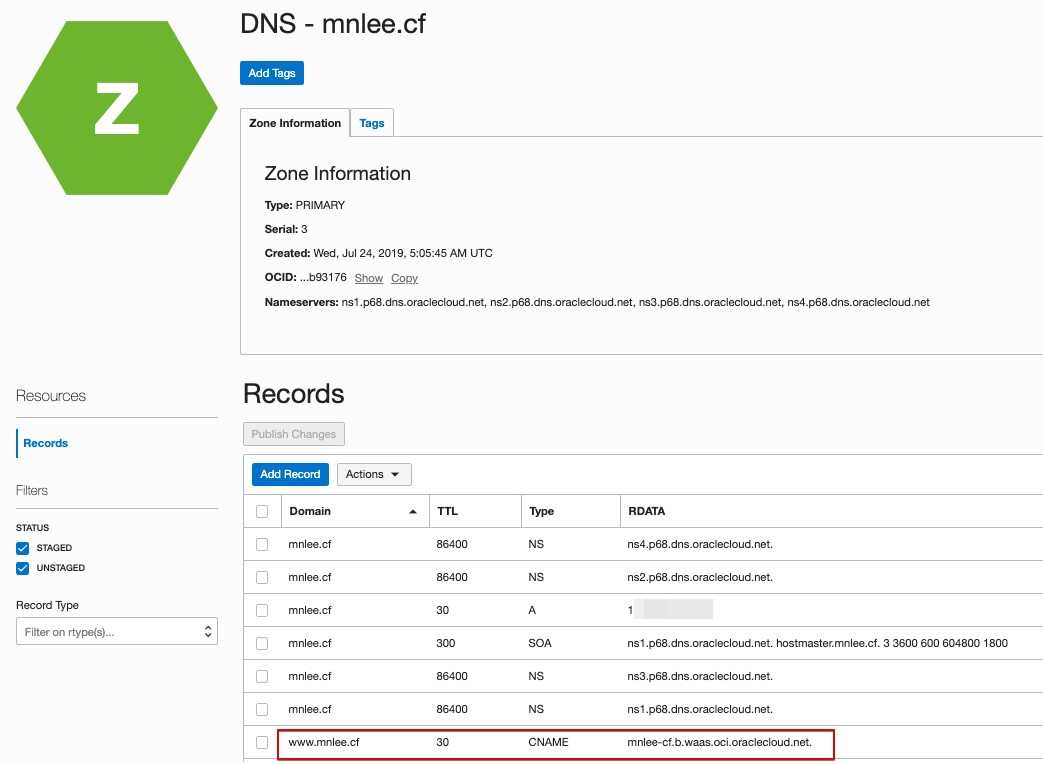 DNS - mnlee.cf
Z
Add Tags
Zone Information Tags
Zone Information
Type: PRIMARY
Serial: 3
Created: Wed, Jul 24, 2019, 5:05:45 AM UTC
OCID: ...b93176 Show Copy
Nameservers: ns1.p68.dns.oraclecloud.net, ns2.p68.dns.oraclecloud.net, ns3.p68.dns.oraclecloud.net, ns4.p68.dns.oraclecloud.net
Resources
Records
Filters
STATUS
STAGED
UNSTAGED
Record Type
Filter on rtype(s)...
Records
Publish Changes
Add Record Actions
Domain TTL Type RDATA
mnlee.cf 86400 NS ns4.p68.dns.oraclecloud.net.
mnlee.cf 86400 NS ns2.p68.dns.oraclecloud.net.
mnlee.cf 30 A 1
mnlee.cf 300 SOA ns1.p68.dns.oraclecloud.net. hostmaster.mnlee.cf. 3 3600 600 604800 1800
mnlee.cf 86400 NS ns3.p68.dns.oraclecloud.net.
mnlee.cf 86400 NS ns1.p68.dns.oraclecloud.net.
www.mnlee.cf 30 CNAME mnlee-cf.b.waas.oci.oraclecloud.net.